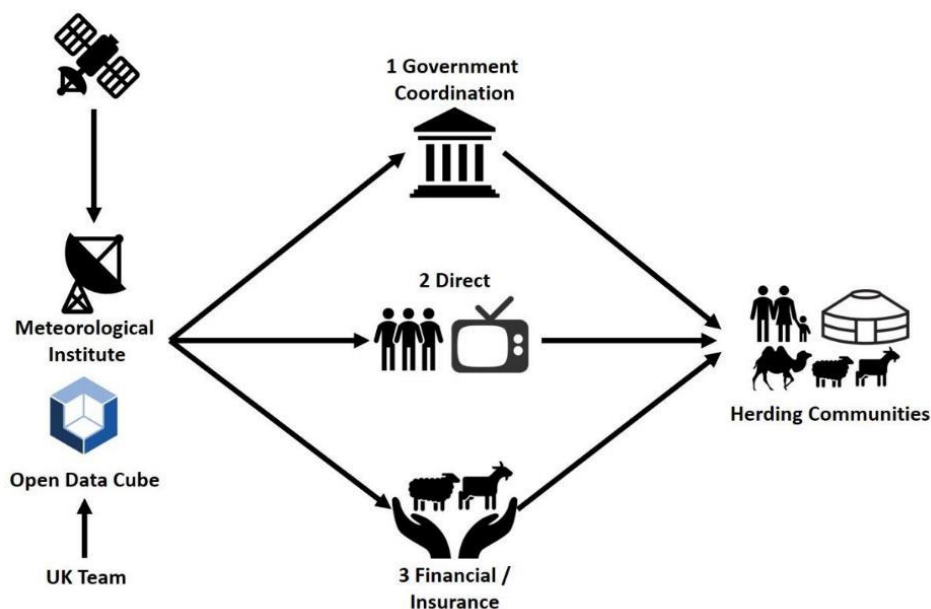 1 Government
Coordination
Meteorological
Institute
2 Direct
Herding Communities
Open Data Cube
UK Team
3 Financial /
Insurance